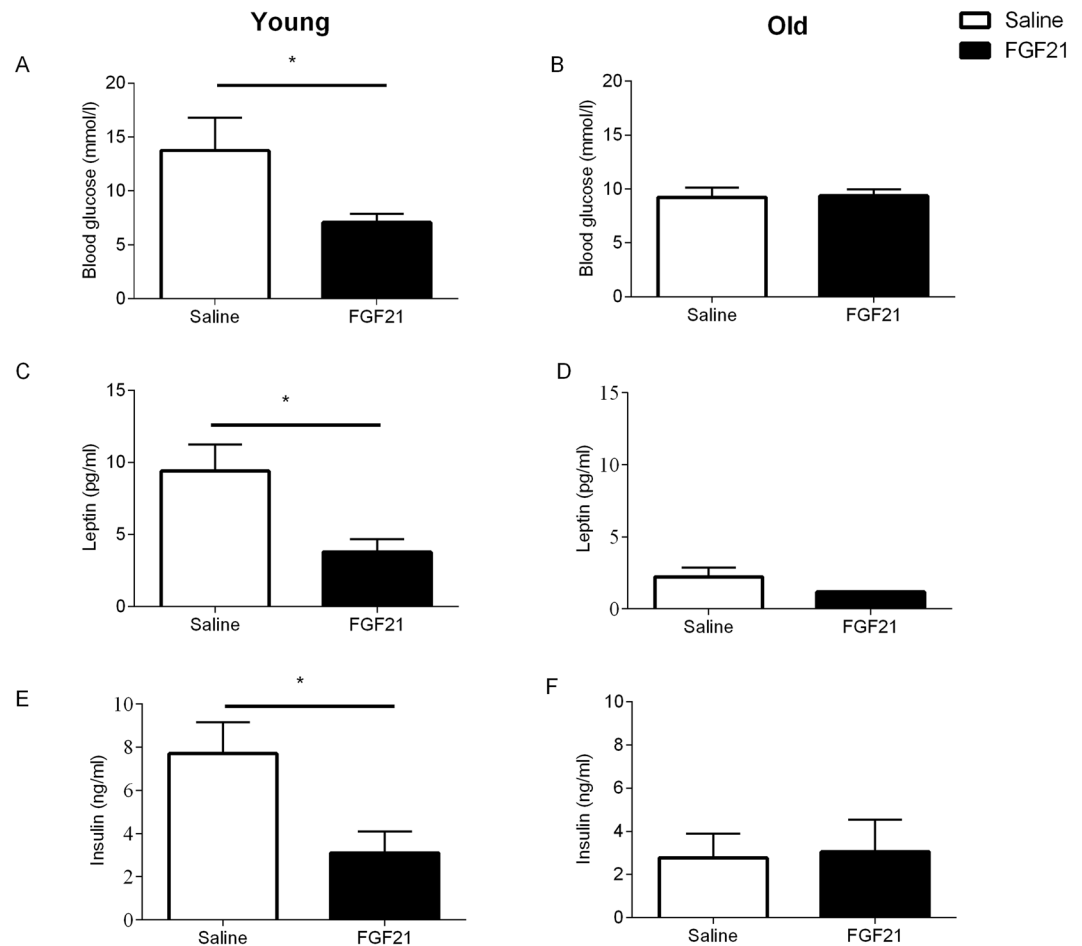 Young
Old
Saline
FGF21
A
*
20
15
10
5
0
Blood glucose (mmol/l)
Saline
FGF21
B
20
15
10
5
0
Blood glucose (mmol/l)
Saline
FGF21
C
*
15
10
5
0
Leptin (pg/ml)
Saline
FGF21
D
15
10
5
0
Leptin (pg/ml)
Saline
FGF21
E
*
10
8
6
4
2
0
Insulin (ng/ml)
Saline
FGF21
F
10
8
6
4
2
0
Insulin (ng/ml)
Saline
FGF21